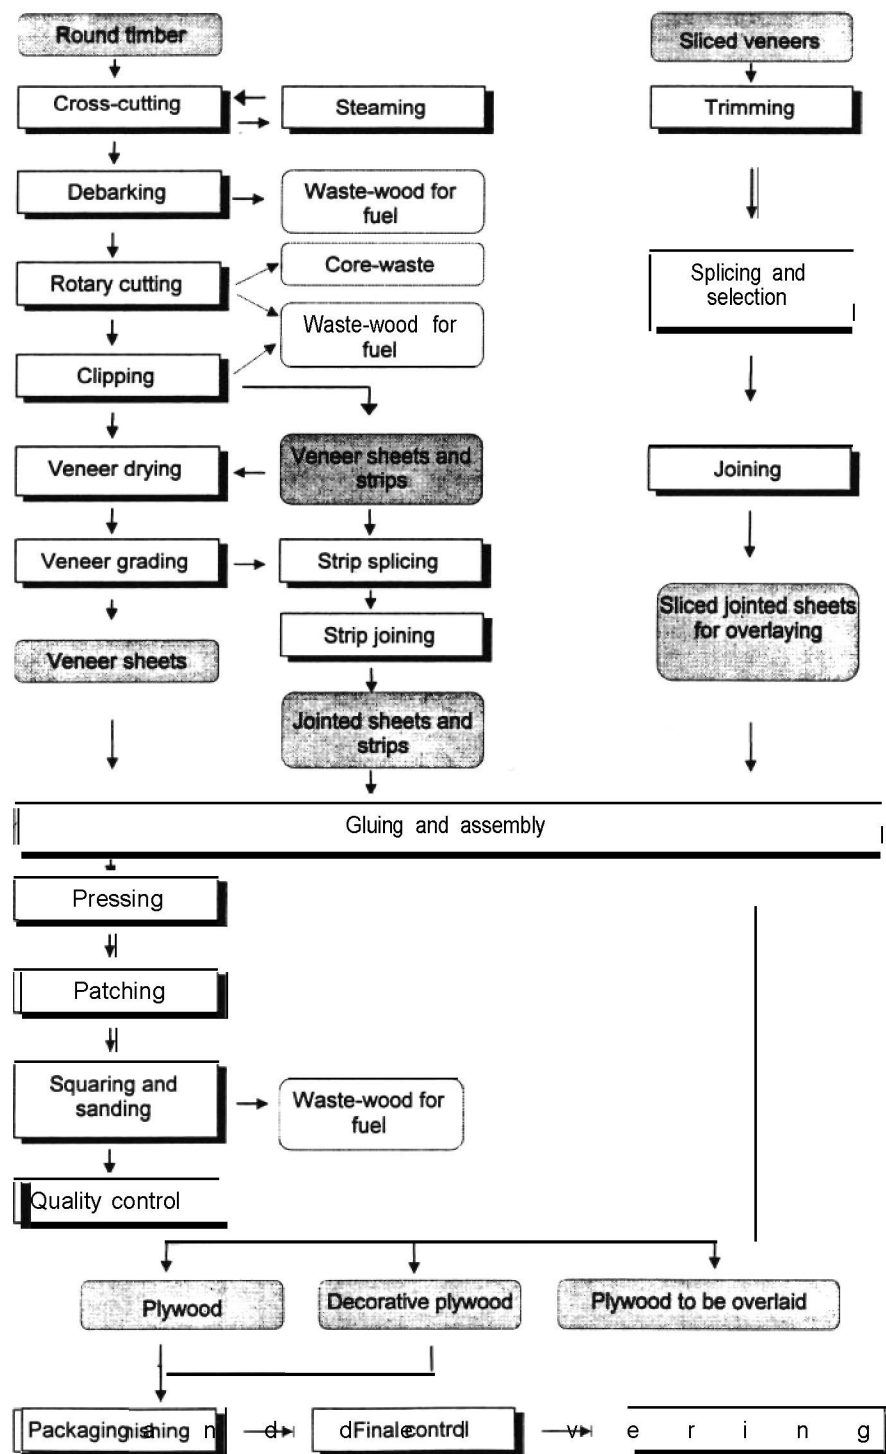 Round timber
Sliced veneers
Cross-cutting
Steaming
Trimming
Debarking
Waste-wood for
fuel
Core-waste
Rotary cutting
Splicing and
selection
Waste-wood for
fuel
Clipping
Veneer sheets and
strips
Veneer drying
Joining
Veneer grading
Strip splicing
Sliced jointed sheets
for overlaying
Strip joining
Veneer sheets
Jointed sheets and
strips
Gluing and assembly
Pressing
Patching
Squaring and
sanding
Waste-wood for
fuel
Quality control
Plywood
Decorative plywood
Plywood to be overlaid
Packaging
Final control